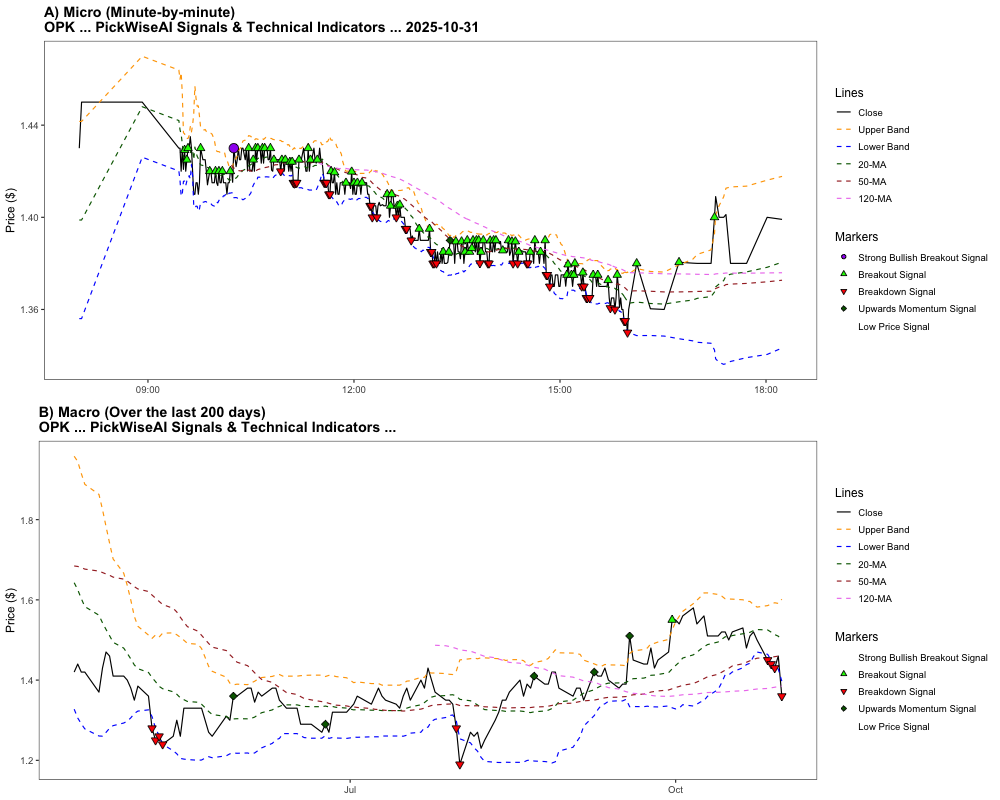 A) Micro (Minute-by-minute)
OPK ... PickWiseAI Signals & Technical Indicators ... 2025-10-31
Price ($)
1.44
1.40
1.36
09:00
12:00
15:00
18:00
Lines
Close
Upper Band
Lower Band
20-MA
50-MA
120-MA
Markers
Strong Bullish Breakout Signal
Breakout Signal
Breakdown Signal
Upwards Momentum Signal
Low Price Signal
B) Macro (Over the last 200 days)
OPK ... PickWiseAI Signals & Technical Indicators ...
Price ($)
1.8
1.6
1.4
1.2
Jul
Oct
Lines
Close
Upper Band
Lower Band
20-MA
50-MA
120-MA
Markers
Strong Bullish Breakout Signal
Breakout Signal
Breakdown Signal
Upwards Momentum Signal
Low Price Signal